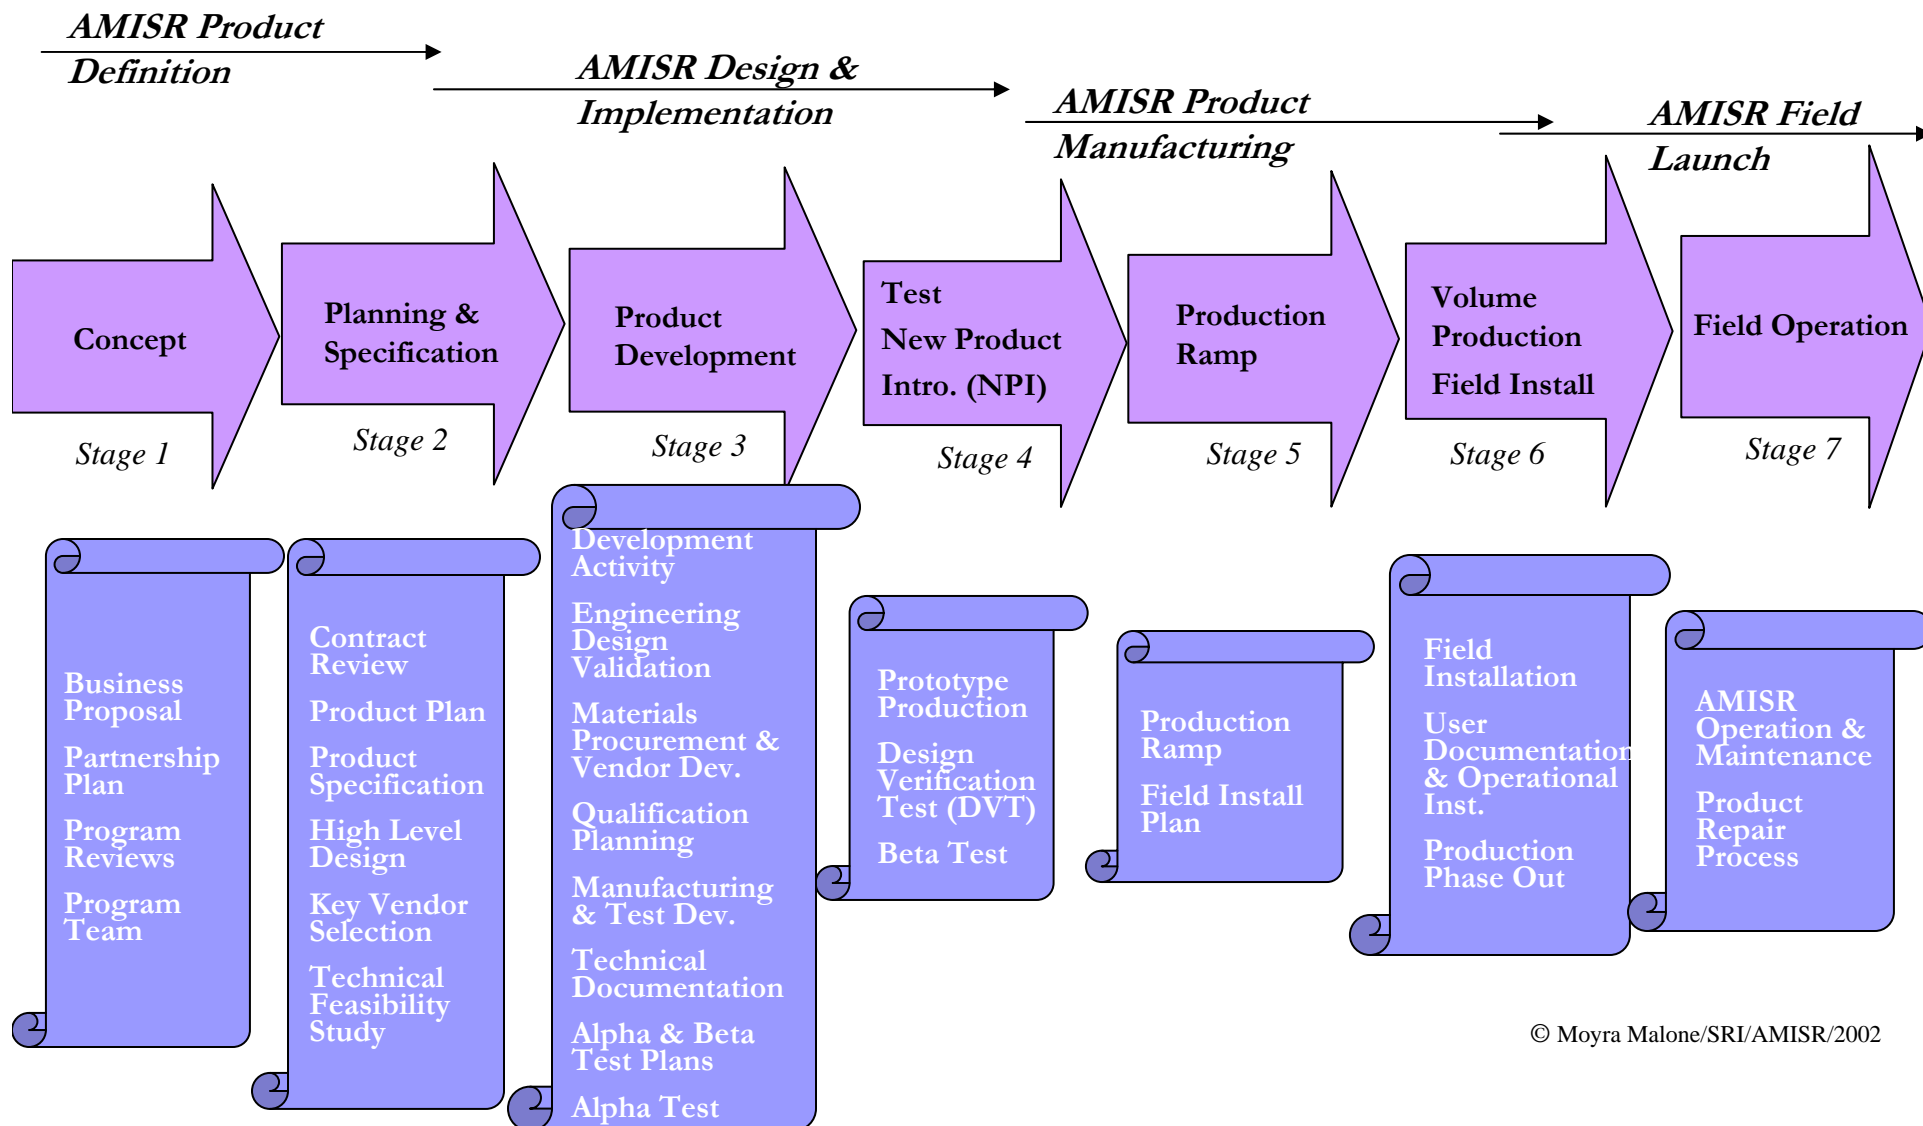 AMISR Product
Definition
AMISR Design &
Implementation
AMISR Product
Manufacturing
AMISR Field
Launch
Concept
Planning &
Specification
Product
Development
Test
New Product
Intro. (NPI)
Production
Ramp
Volume
Production
Field Install
Field Operation
Stage 1
Stage 2
Stage 3
Stage 4
Stage 5
Stage 6
Stage 7
Business
Proposal
Partnership
Plan
Program
Reviews
Program
Team
Contract
Review
Product Plan
Product
Specification
High Level
Design
Key Vendor
Selection
Technical
Feasibility
Study
Development
Activity
Engineering
Design
Validation
Materials
Procurement &
Vendor Dev.
Qualification
Planning
Manufacturing
& Test Dev.
Technical
Documentation
Alpha & Beta
Test Plans
Alpha Test
Prototype
Production
Design
Verification
Test (DVT)
Beta Test
Production
Ramp
Field Install
Plan
Field
Installation
User
Documentation
& Operational
Inst.
Production
Phase Out
AMISR
Operation &
Maintenance
Product
Repair
Process
© Moyra Malone/SRI/AMISR/2002